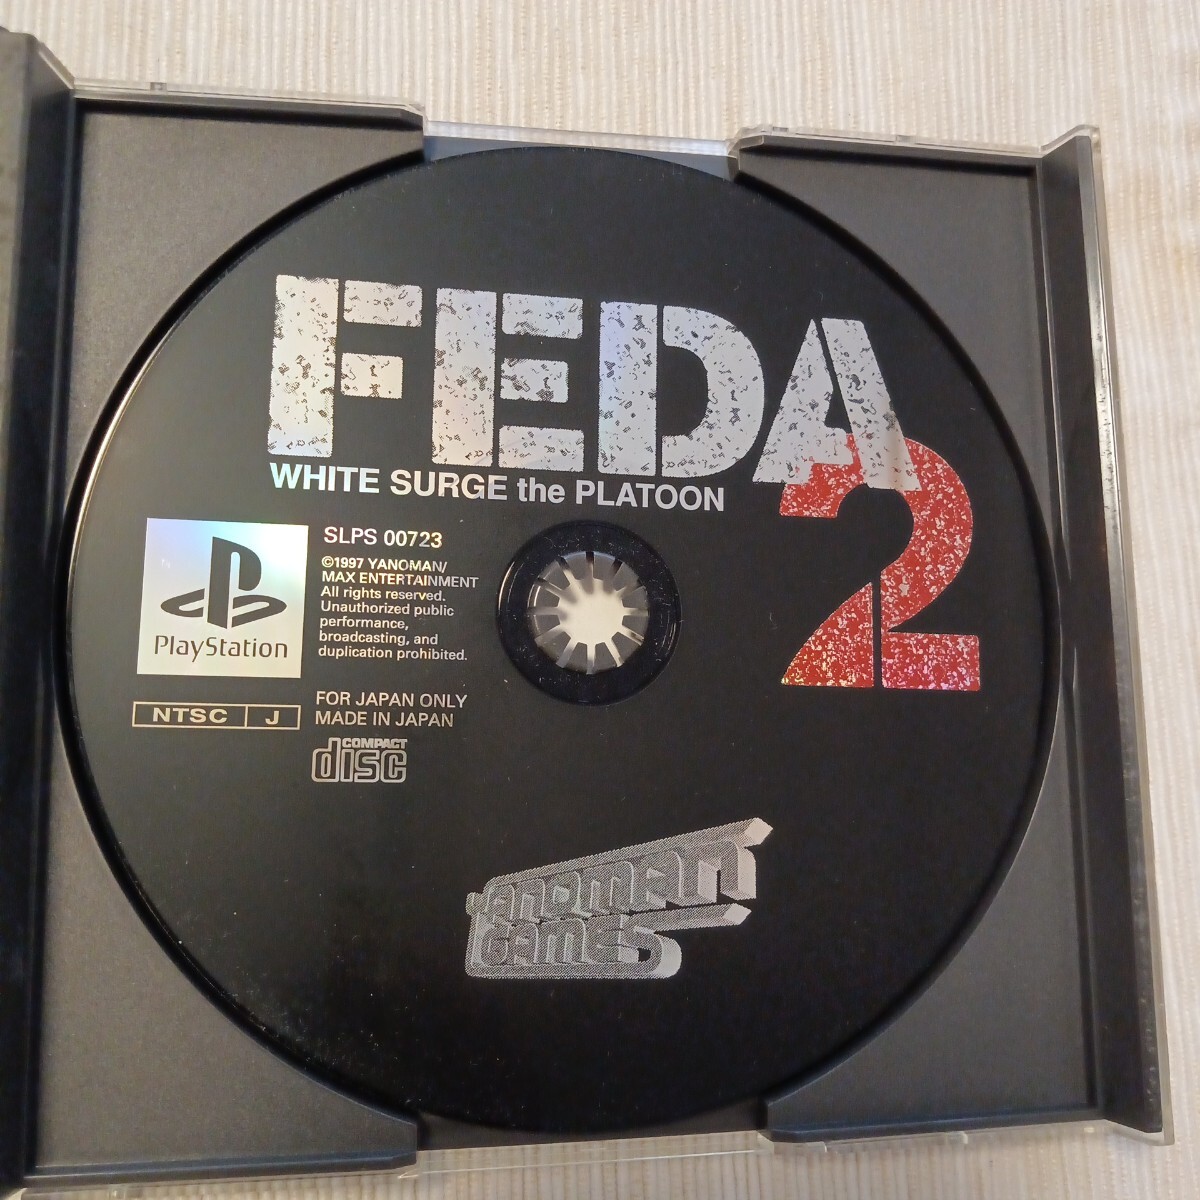 FEDA
2
WHITE SURGE the PLATOON
SLPS 00723
©1997 YANOMAN/
MAX ENTERTAINMENT
All rights reserved.
Unauthorized public
performance,
broadcasting, and
duplication prohibited.
PlayStation
NTSC J
FOR JAPAN ONLY
MADE IN JAPAN
COMPACT
disc
YANOMAN
GAMES